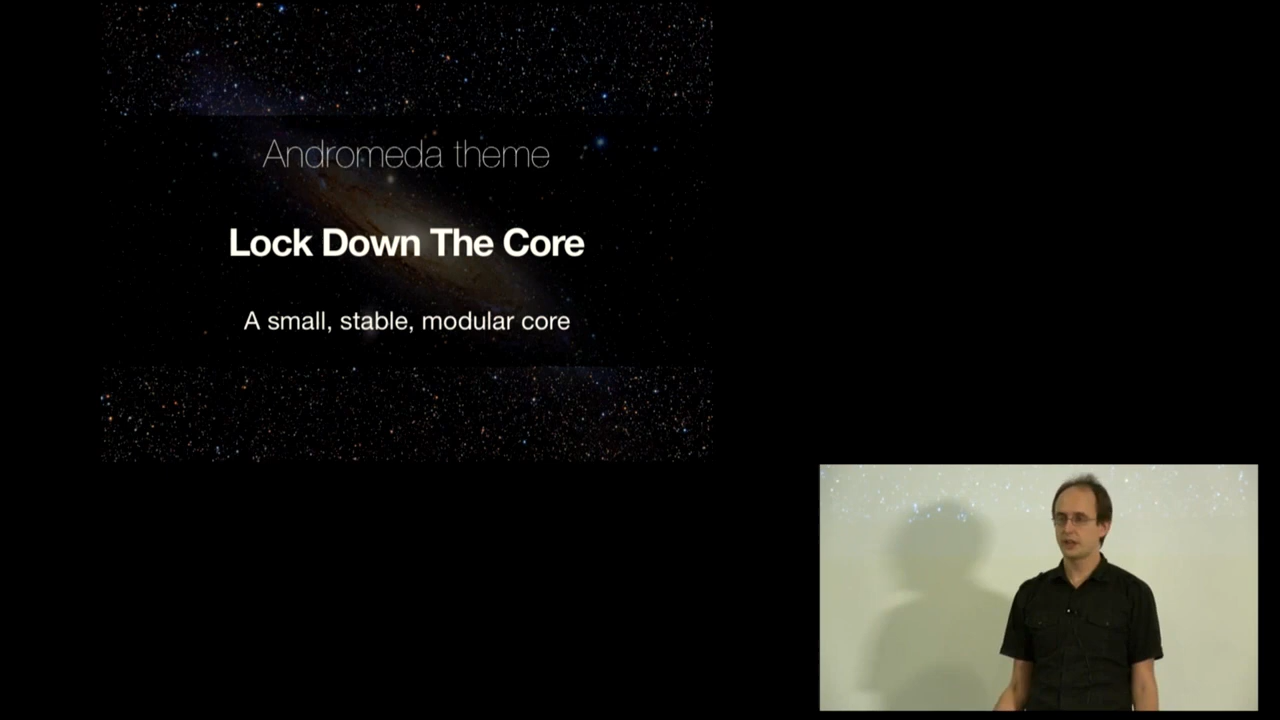 Andromeda theme
Lock Down The Core
A small, stable, modular core